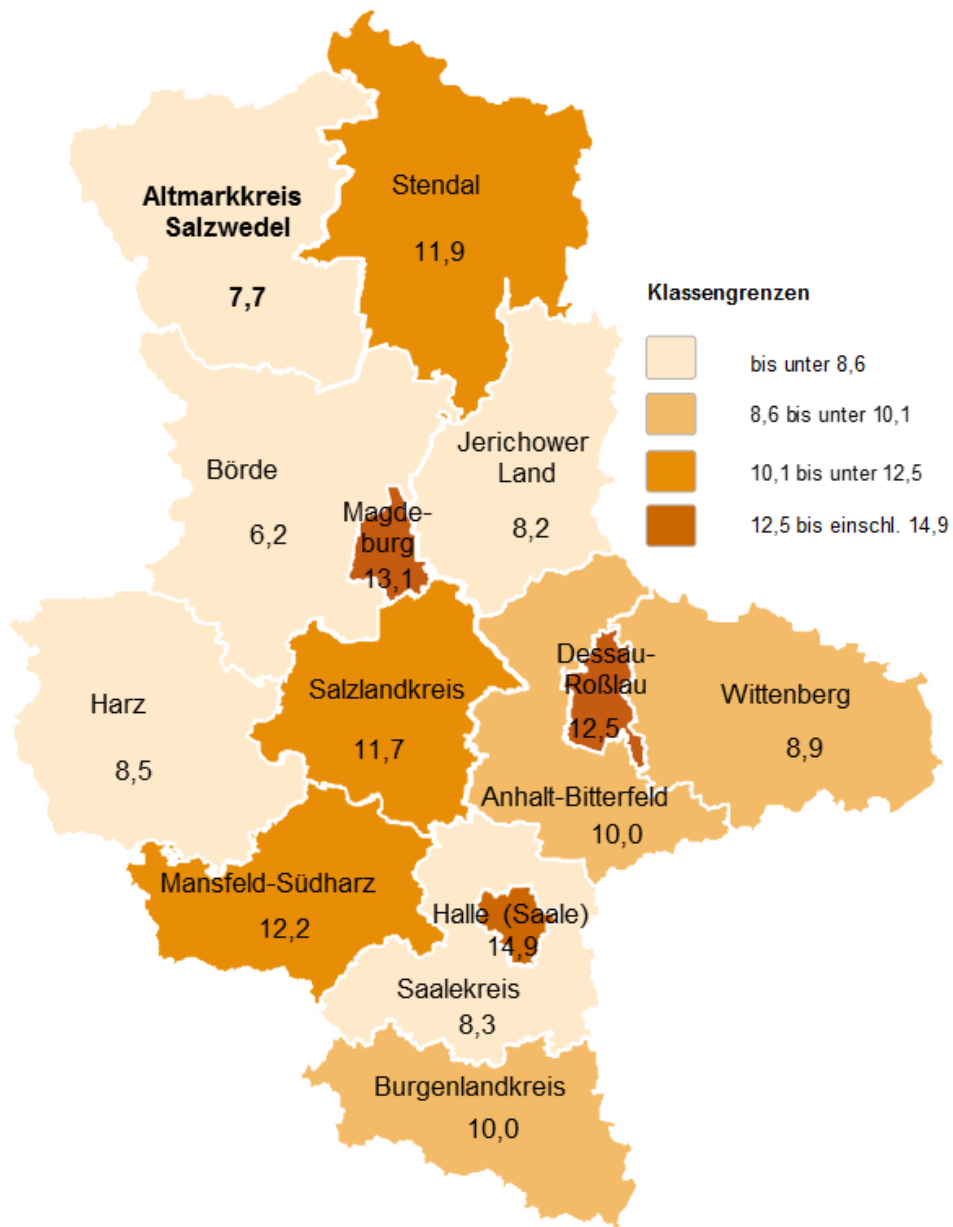 Altmarkkreis
Salzwedel
7,7
Stendal
11,9
Klassengrenzen
bis unter 8,6
8,6 bis unter 10,1
10,1 bis unter 12,5
12,5 bis einschl. 14,9
Börde
6,2
Magde-
burg
13,1
Jerichower
Land
8,2
Harz
8,5
Salzlandkreis
11,7
Dessau-
Roßlau
12,5
Wittenberg
8,9
Anhalt-Bitterfeld
10,0
Mansfeld-Südharz
12,2
Halle (Saale)
14,9
Saalekreis
8,3
Burgenlandkreis
10,0